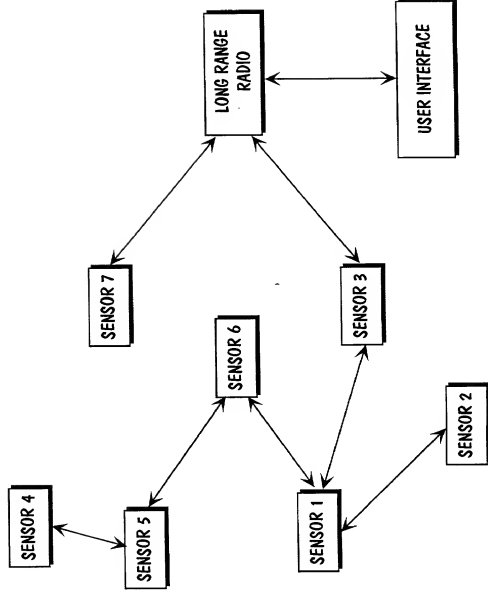 LONG RANGE
RADIO
USER INTERFACE
SENSOR 7
SENSOR 6
SENSOR 3
SENSOR 4
SENSOR 5
SENSOR 1
SENSOR 2